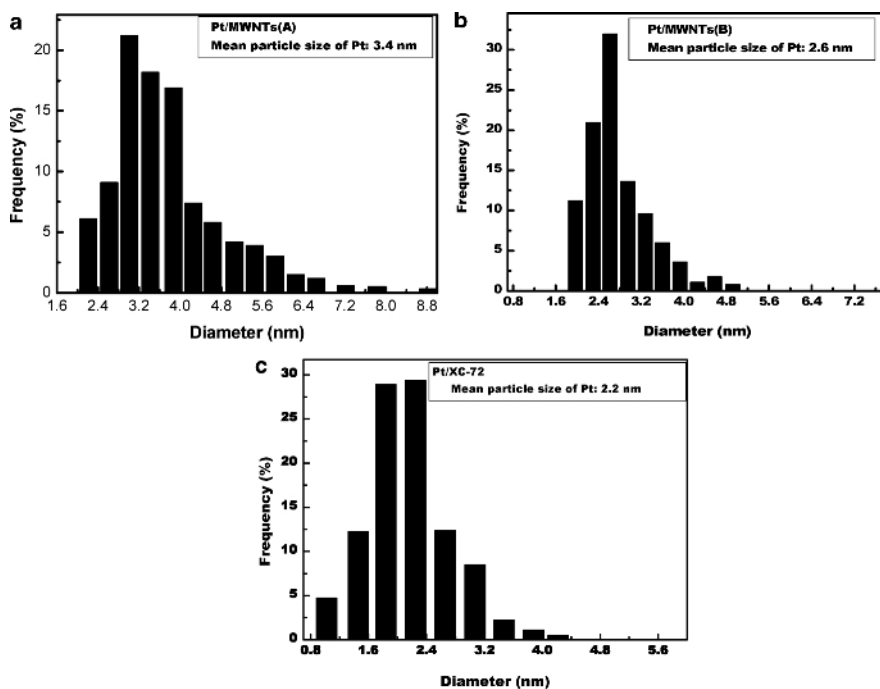 a
Pt/MWNTs(A)
Mean particle size of Pt: 3.4 nm
20
15
10
5
0
Frequency (%)
1.6 2.4 3.2 4.0 4.8 5.6 6.4 7.2 8.0 8.8
Diameter (nm)
b
Pt/MWNTs(B)
Mean particle size of Pt: 2.6 nm
30
25
20
15
10
5
0
Frequency (%)
0.8 1.6 2.4 3.2 4.0 4.8 5.6 6.4 7.2
Diameter (nm)
c
Pt/XC-72
Mean particle size of Pt: 2.2 nm
30
25
20
15
10
5
0
Frequency (%)
0.8 1.6 2.4 3.2 4.0 4.8 5.6
Diameter (nm)